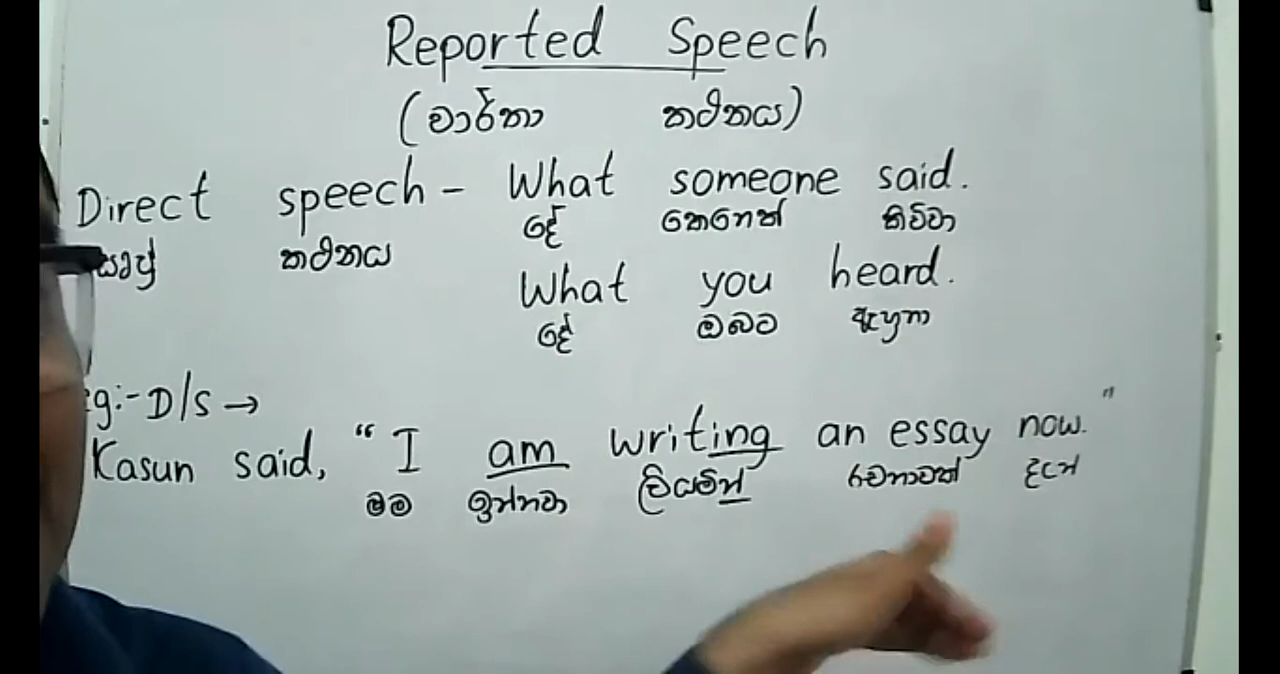 Reported Speech
(වාර්තා කථනය)
Direct speech - What someone said.
සෘජු කථනය දේ කෙනෙක් කිව්වා
What you heard.
දේ ඔබට ඇහුනා
eg:- D/S →
Kasun said, “I am writing an essay now.”
මම ඉන්නවා ලියමින් රචනාවක් දැන්